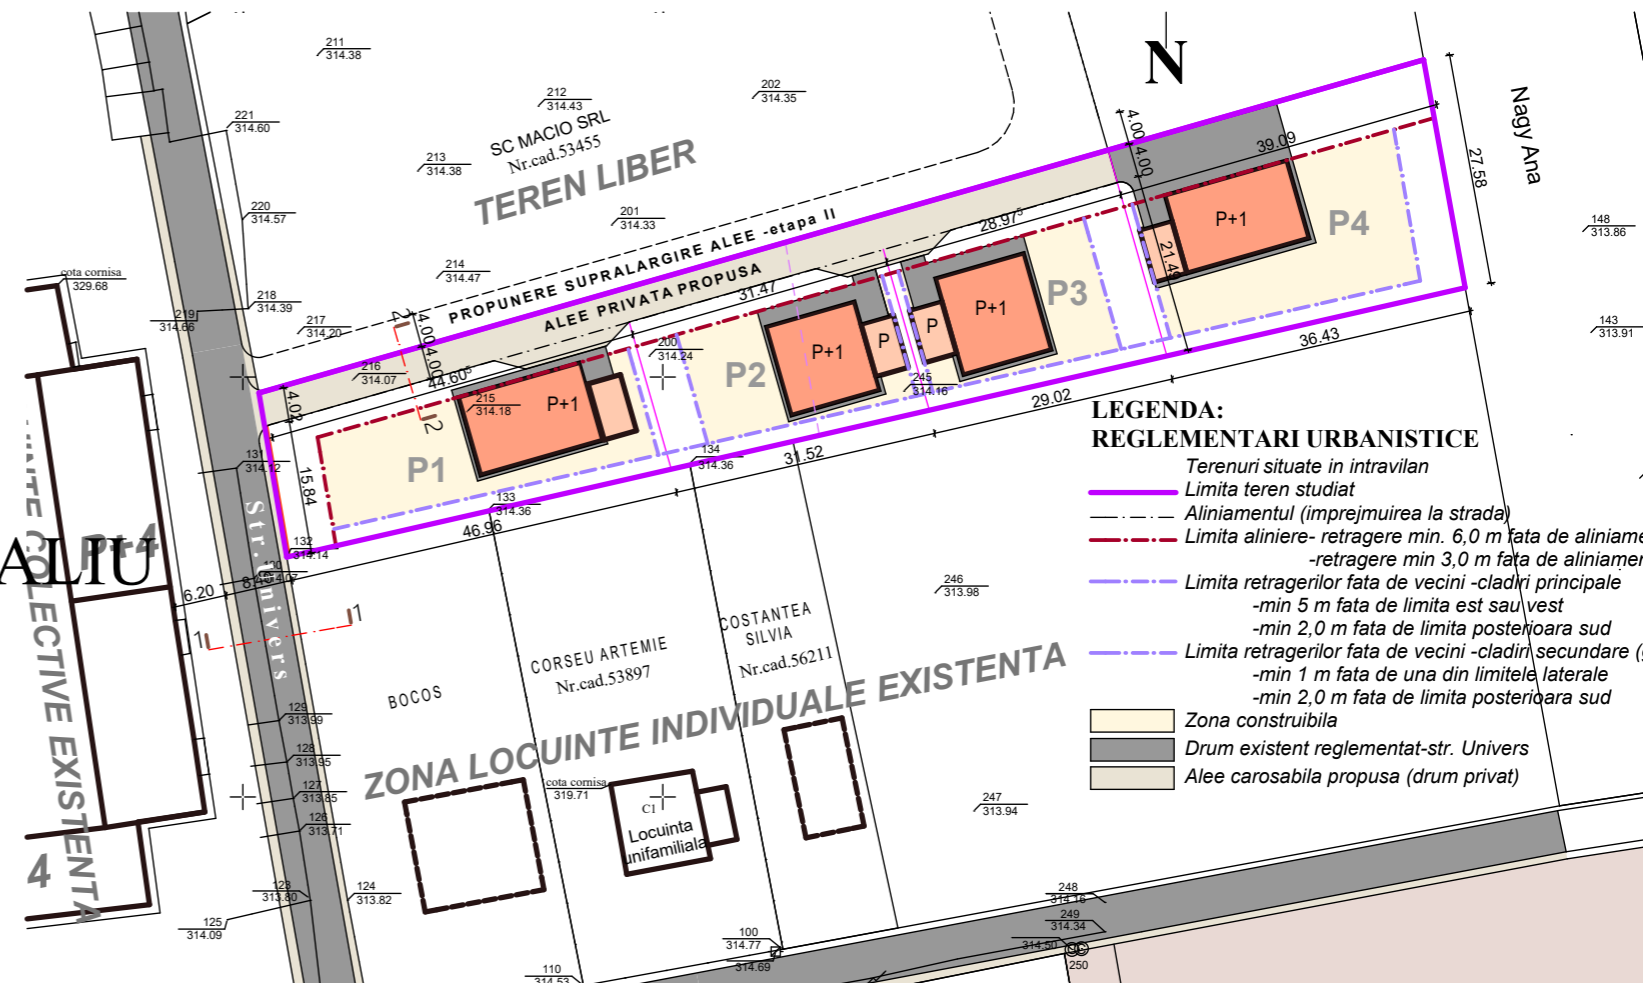 211
314.38
221
314.60
212
314.43
202
314.35
N
SC MACIO SRL
Nr.cad.53455
213
314.38
TEREN LIBER
220
314.57
201
314.33
214
314.47
218
314.39
219
314.66
217
314.20
cota cornisa
329.68
PROPUNERE SUPRALARGIRE ALEE -etapa II
ALEE PRIVATA PROPUSA
4.00
4.00
39.09
28.97⁵
31.47
44.60⁵
4.00
4.00
2
2
27.58
Nagy Ana
148
313.86
143
313.91
216
314.07
215
314.18
200
314.24
245
314.16
P+1
P+1
P
P
P+1
P+1
21.49
P1
P2
P3
P4
4.02
15.84
131
314.12
132
314.14
133
314.36
134
314.36
46.96
31.52
29.02
36.43
6.20
1
1
Str. Univers
ALIU
P+4
4
COLECTIVE EXISTENTA
LEGENDA:
REGLEMENTARI URBANISTICE
Terenuri situate in intravilan
Limita teren studiat
Aliniamentul (imprejmuirea la strada)
Limita aliniere- retragere min. 6,0 m fata de aliniame
-retragere min 3,0 m fata de aliniamen
Limita retragerilor fata de vecini -cladiri principale
-min 5 m fata de limita est sau vest
-min 2,0 m fata de limita posterioara sud
Limita retragerilor fata de vecini -cladiri secundare (
-min 1 m fata de una din limitele laterale
-min 2,0 m fata de limita posterioara sud
Zona construibila
Drum existent reglementat-str. Univers
Alee carosabila propusa (drum privat)
246
313.98
COSTANTEA
SILVIA
Nr.cad.56211
CORSEU ARTEMIE
Nr.cad.53897
BOCOS
ZONA LOCUINTE INDIVIDUALE EXISTENTA
129
313.99
128
313.95
127
313.85
126
313.71
cota cornisa
319.71
C1
Locuinta
unifamiliala
247
313.94
123
313.80
124
313.82
125
314.09
248
314.16
249
314.34
314.50
250
100
314.77
314.69
110
314.53